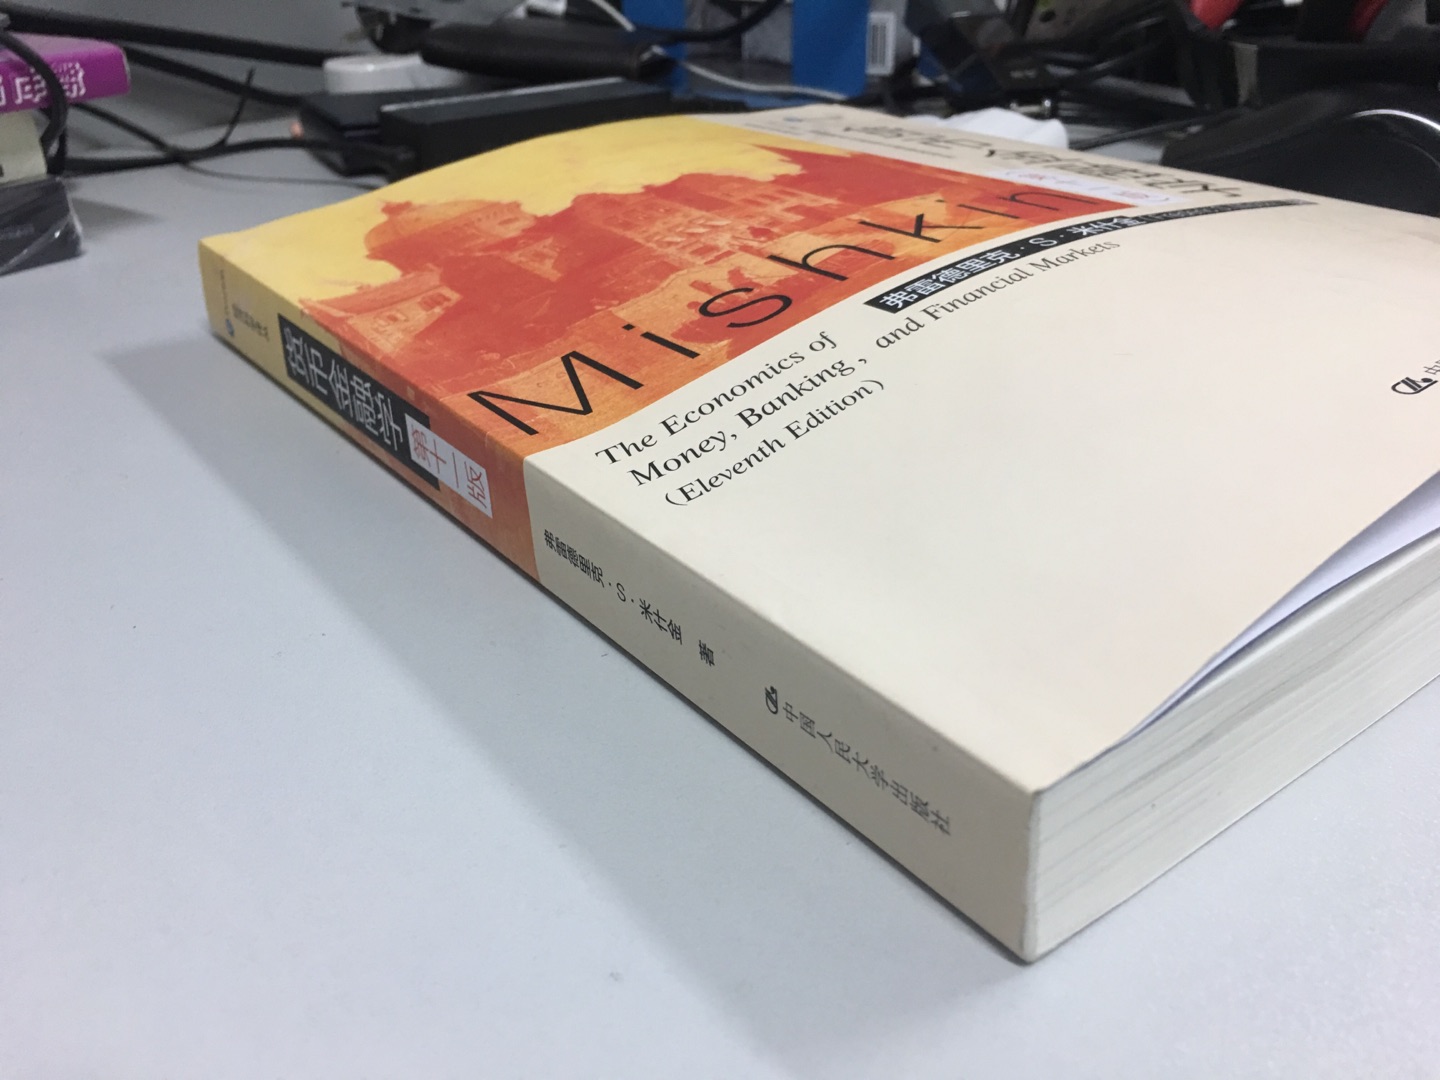 Mishkin
弗雷德里克·S·米什金
The Economics of
Money, Banking, and Financial Markets
(Eleventh Edition)
货币金融学
第十一版
弗雷德里克·S·米什金 著
中国人民大学出版社